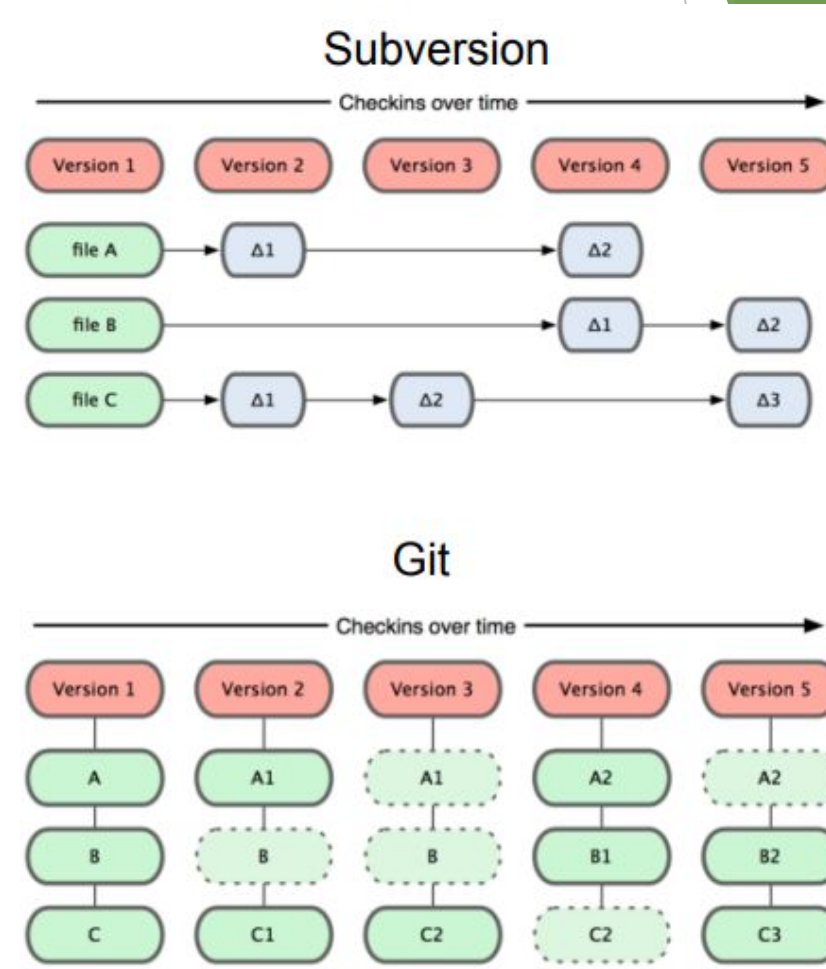 Subversion
Checkins over time
Version 1 Version 2 Version 3 Version 4 Version 5
file A Δ1 Δ2
file B Δ1 Δ2
file C Δ1 Δ2 Δ3
Git
Checkins over time
Version 1 Version 2 Version 3 Version 4 Version 5
A A1 A1 A2 A2
B B B B1 B2
C C1 C2 C2 C3